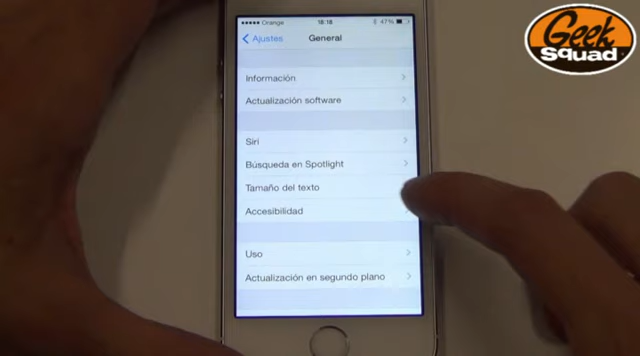 Orange 18:18 47%
Ajustes General
Información
Actualización software
Siri
Búsqueda en Spotlight
Tamaño del texto
Accesibilidad
Uso
Actualización en segundo plano
Geek
Squad